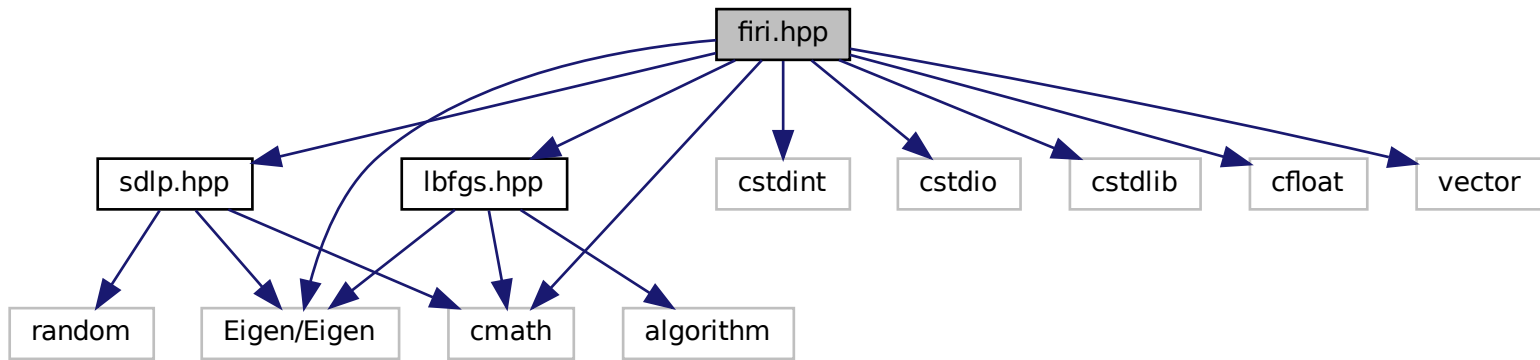 firi.hpp
sdlp.hpp
lbfgs.hpp
cstdint
cstdio
cstdlib
cfloat
vector
random
Eigen/Eigen
cmath
algorithm